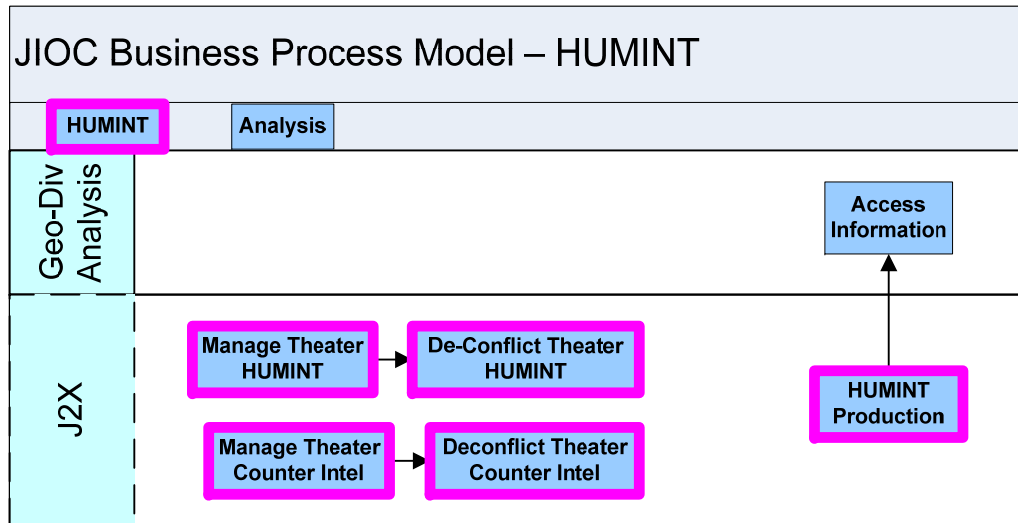 JIOC Business Process Model – HUMINT
HUMINT
Analysis
Geo-Div
Analysis
Access
Information
J2X
Manage Theater
HUMINT
De-Conflict Theater
HUMINT
HUMINT
Production
Manage Theater
Counter Intel
Deconflict Theater
Counter Intel